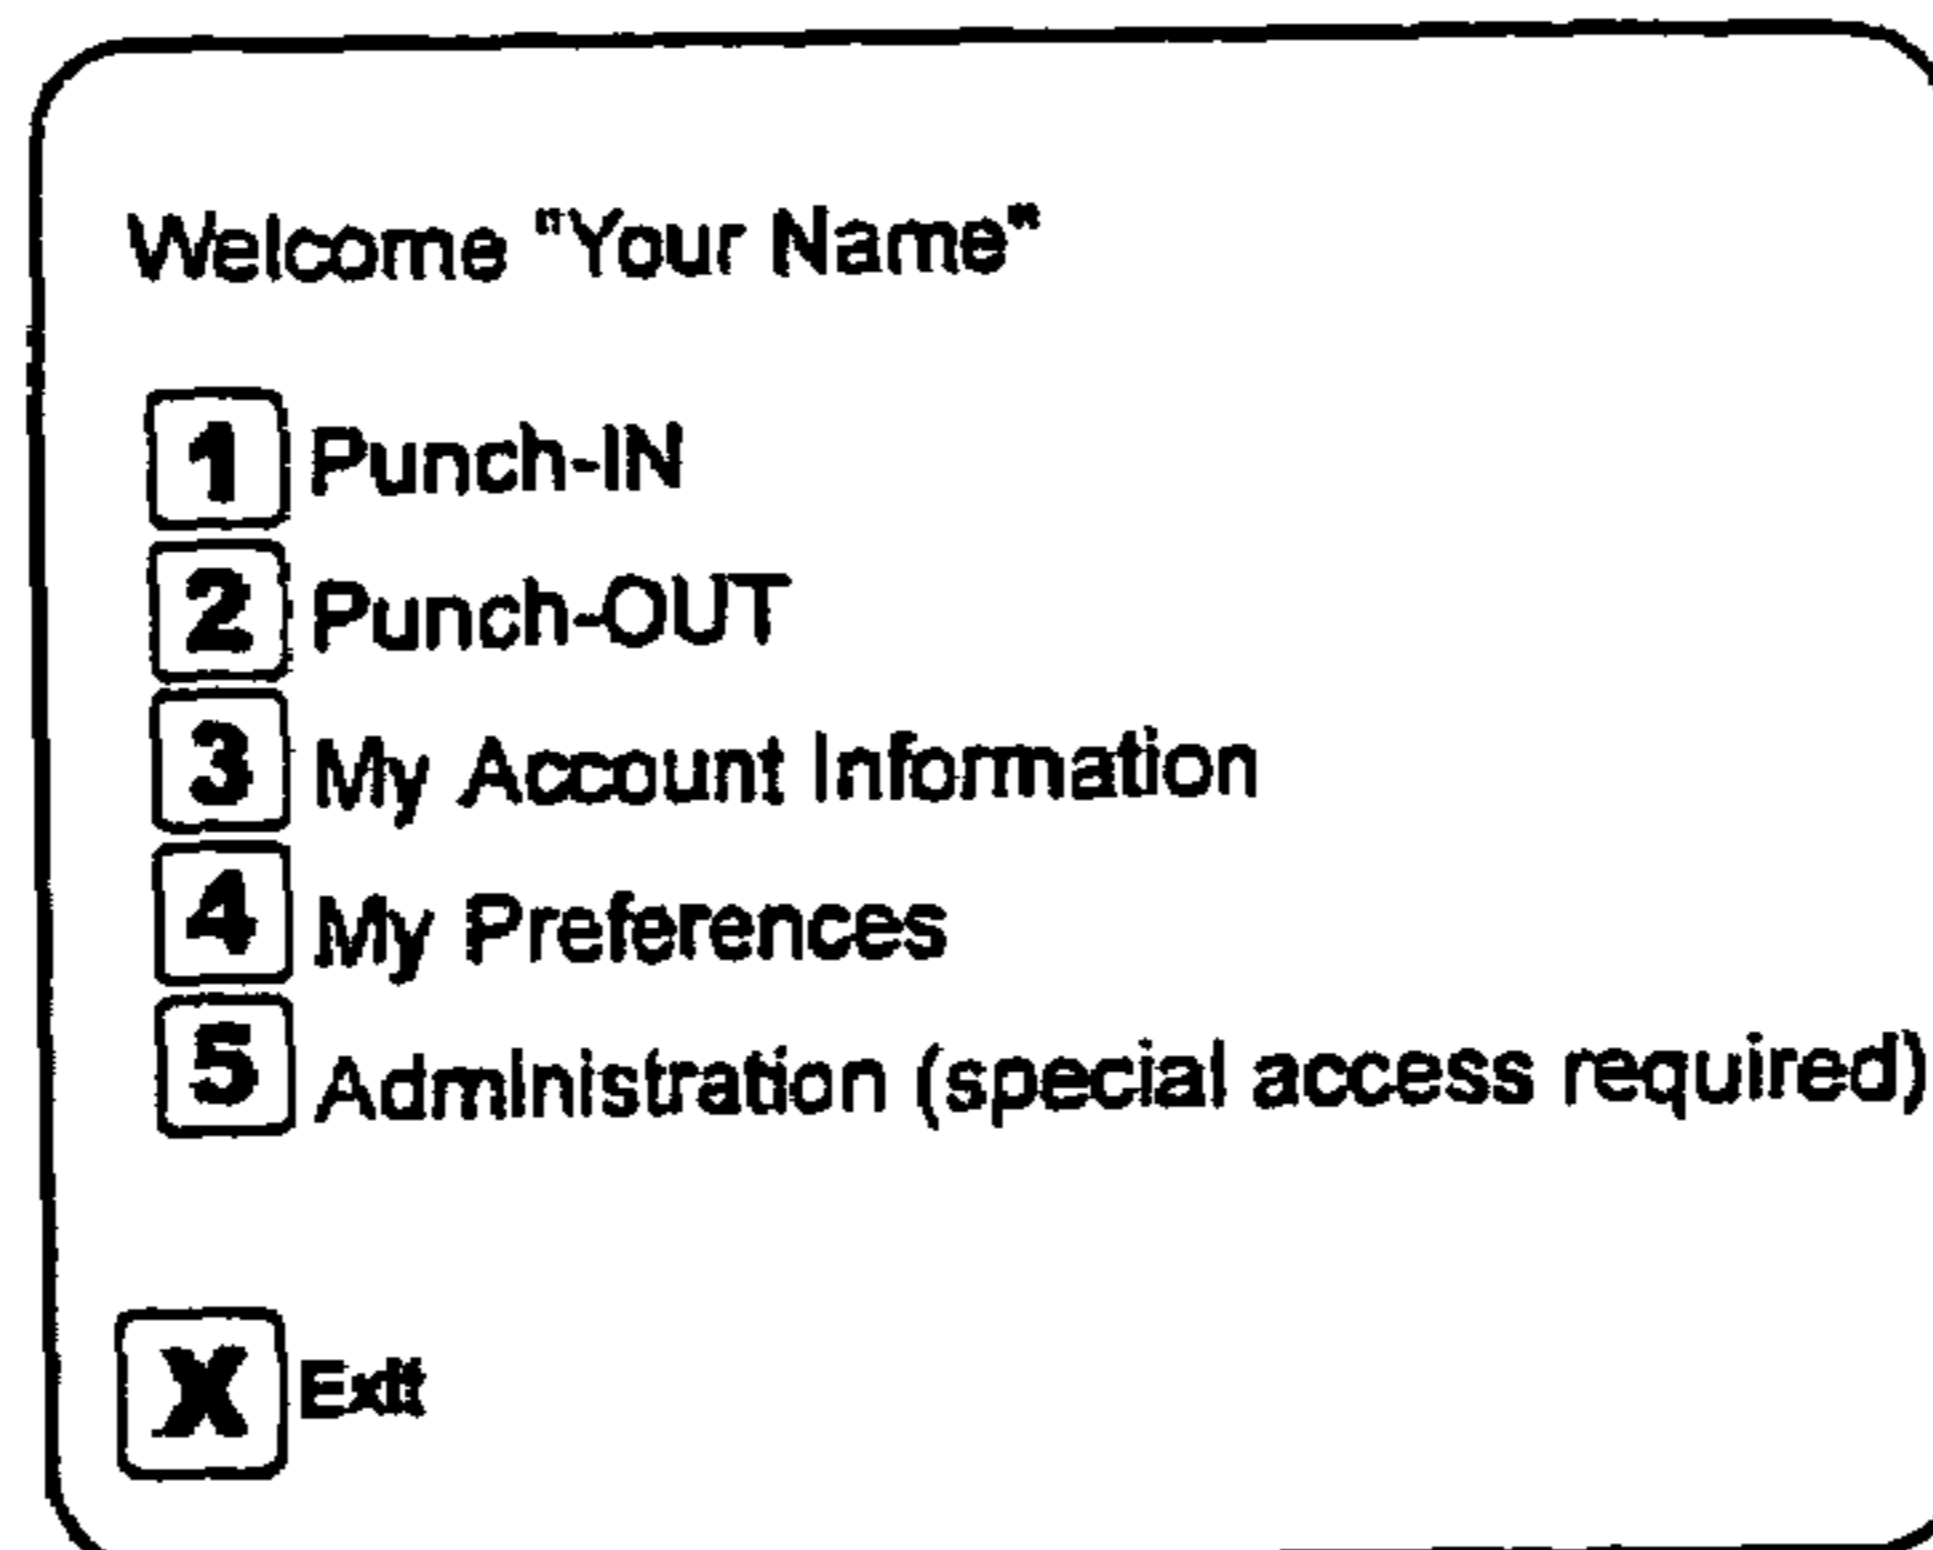 Welcome "Your Name"
1 Punch-IN
2 Punch-OUT
3 My Account Information
4 My Preferences
5 Administration (special access required)
X Exit